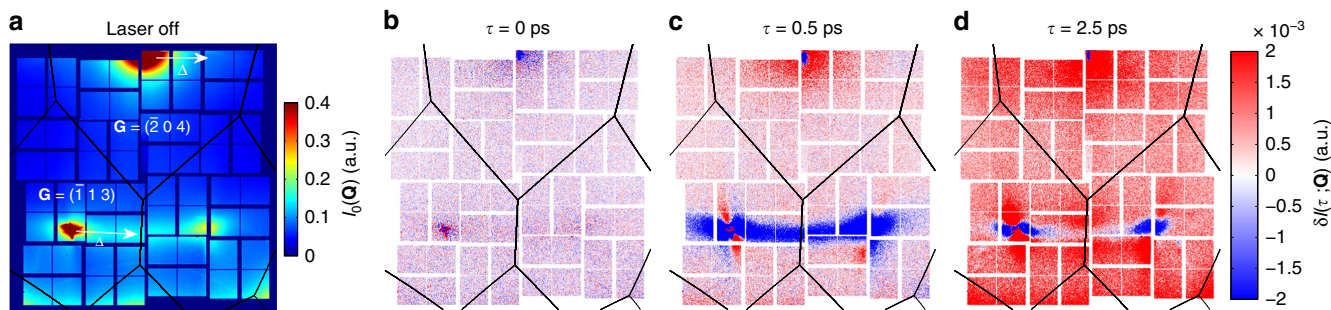 a
Laser off
Δ
G = (2̅ 0 4)
G = (1̅ 1 3)
Δ
0.4
0.3
0.2
0.1
0
I₀(Q) (a.u.)
b
τ = 0 ps
c
τ = 0.5 ps
d
τ = 2.5 ps
× 10⁻³
2
1.5
1
0.5
0
−0.5
−1
−1.5
−2
δI(τ ;Q) (a.u.)